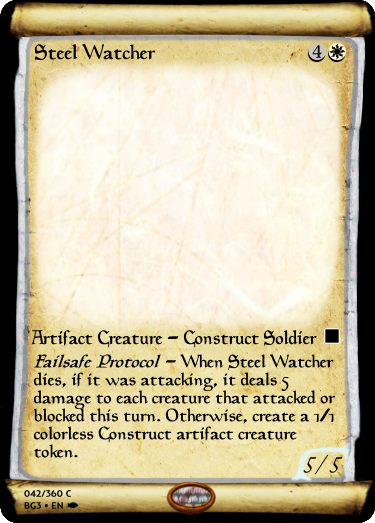 Steel Watcher 4
Artifact Creature – Construct Soldier
Failsafe Protocol – When Steel Watcher
dies, if it was attacking, it deals 5
damage to each creature that attacked or
blocked this turn. Otherwise, create a 1/1
colorless Construct artifact creature
token.
5/5
042/360 C
BG3 • EN